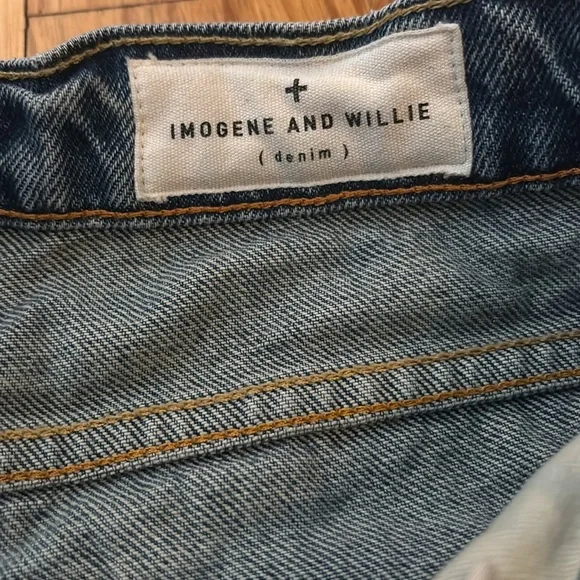 IMOGENE AND WILLIE
( denim )